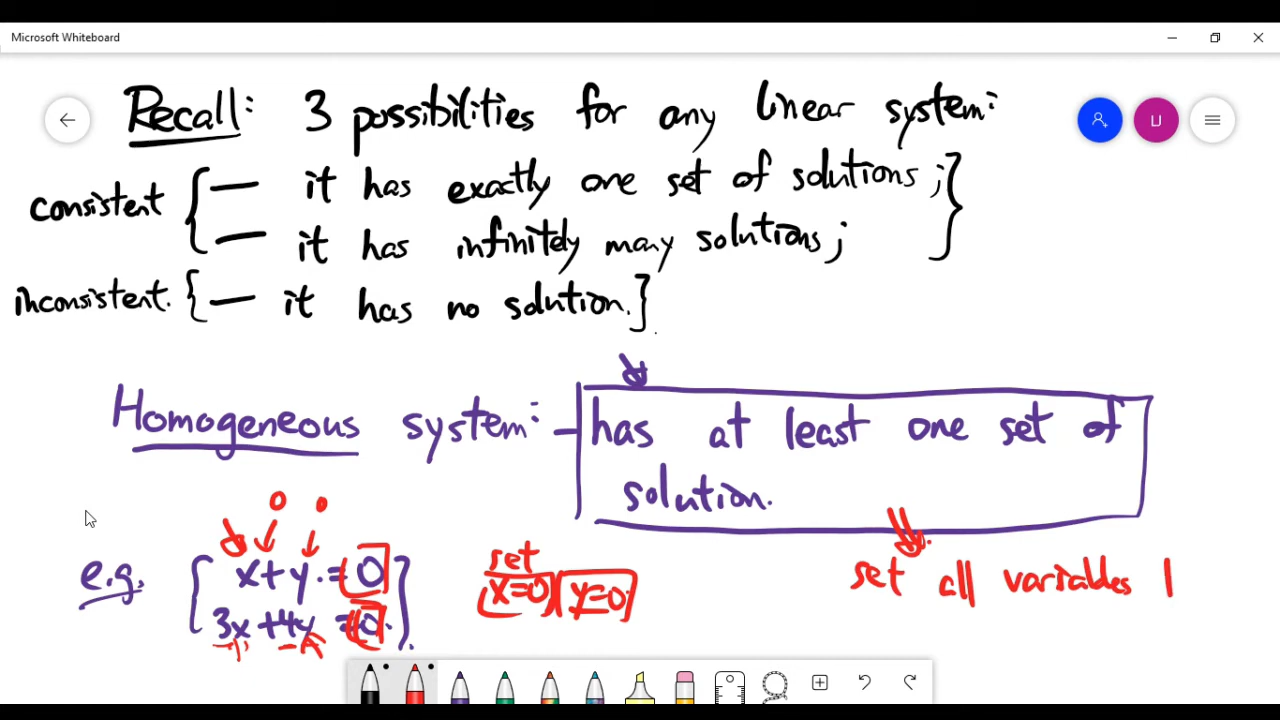 Microsoft Whiteboard
Recall: 3 possibilities for any linear system:
consistent { — it has exactly one set of solutions ; }
— it has infinitely many solutions ;
inconsistent. { — it has no solution. }
Homogeneous system: - has at least one set of
solution.
0 0
e.g. { x + y = 0
3x + 4y = 0. }
set
x=0 y=0
set all variables
U